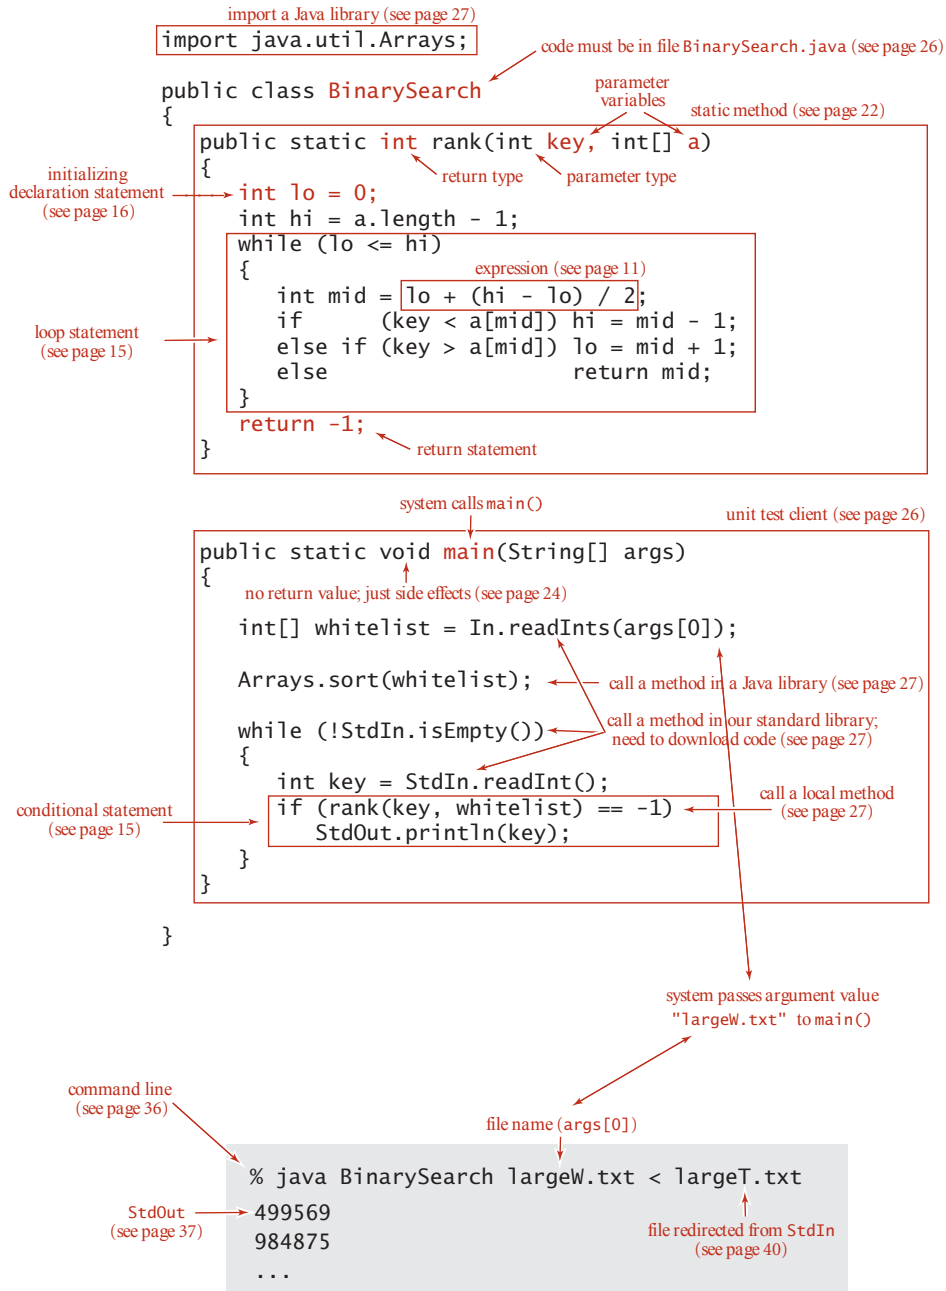 import a Java library (see page 27)
import java.util.Arrays;
code must be in file BinarySearch.java (see page 26)
public class BinarySearch
parameter
variables
{
static method (see page 22)
public static int rank(int key, int[] a)
{
return type
parameter type
initializing
declaration statement
(see page 16)
int lo = 0;
int hi = a.length - 1;
while (lo <= hi)
{
expression (see page 11)
int mid = lo + (hi - lo) / 2;
if (key < a[mid]) hi = mid - 1;
loop statement
(see page 15)
else if (key > a[mid]) lo = mid + 1;
else return mid;
}
return -1;
return statement
}
system calls main()
unit test client (see page 26)
public static void main(String[] args)
{
no return value; just side effects (see page 24)
int[] whitelist = In.readInts(args[0]);
Arrays.sort(whitelist);
call a method in a Java library (see page 27)
call a method in our standard library;
need to download code (see page 27)
while (!StdIn.isEmpty())
{
int key = StdIn.readInt();
conditional statement
(see page 15)
if (rank(key, whitelist) == -1)
call a local method
(see page 27)
StdOut.println(key);
}
}
}
system passes argument value
"largeW.txt" to main()
command line
(see page 36)
file name (args[0])
% java BinarySearch largeW.txt < largeT.txt
StdOut
(see page 37)
499569
984875
...
file redirected from StdIn
(see page 40)